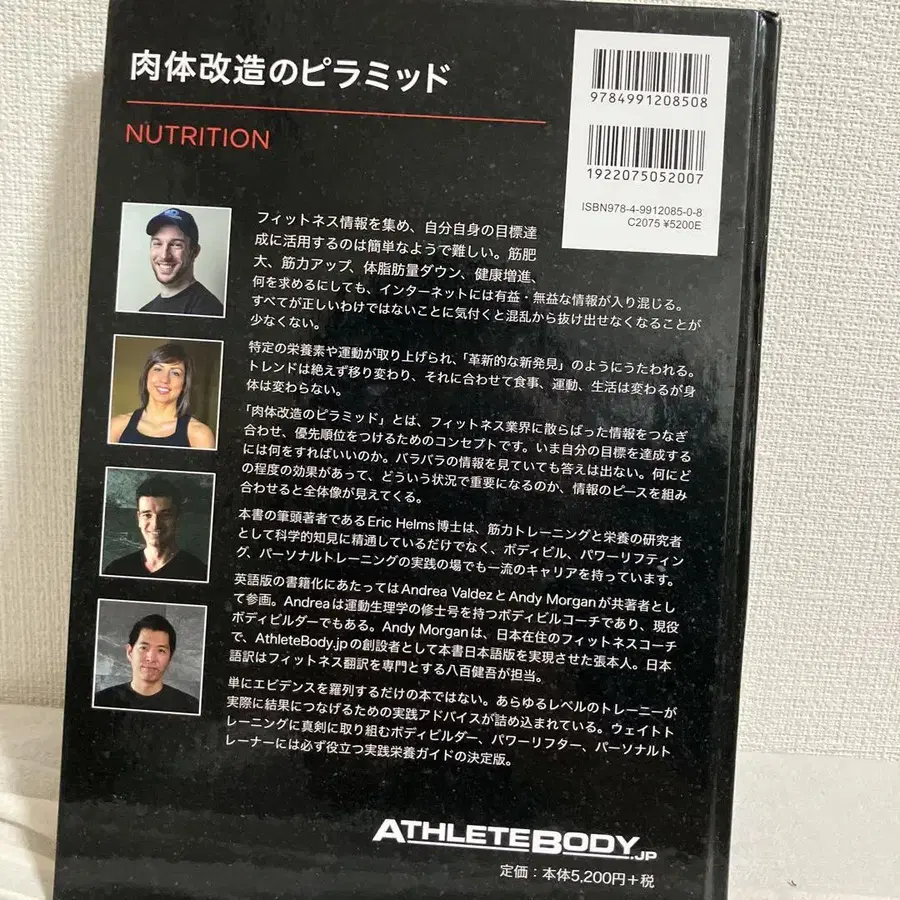 肉体改造のピラミッド
NUTRITION
9784991208508
1922075052007
ISBN978-4-9912085-0-8
C2075 ¥5200E
フィットネス情報を集め、自分自身の目標達
成に活用するのは簡単なようで難しい。筋肥
大、筋力アップ、体脂肪量ダウン、健康増進、
何を求めるにしても、インターネットには有益・無益な情報が入り混じる。
すべてが正しいわけではないことに気付くと混乱から抜け出せなくなることが
少なくない。
特定の栄養素や運動が取り上げられ、「革新的な新発見」のようにうたわれる。
トレンドは絶えず移り変わり、それに合わせて食事、運動、生活は変わるが身
体は変わらない。
「肉体改造のピラミッド」とは、フィットネス業界に散らばった情報をつなぎ
合わせ、優先順位をつけるためのコンセプトです。いま自分の目標を達成する
には何をすればいいのか。バラバラの情報を見ていても答えは出ない。何にど
の程度の効果があって、どういう状況で重要になるのか、情報のピースを組み
合わせると全体像が見えてくる。
本書の筆頭著者であるEric Helms博士は、筋力トレーニングと栄養の研究者
として科学的知見に精通しているだけでなく、ボディビル、パワーリフティン
グ、パーソナルトレーニングの実践の場でも一流のキャリアを持っています。
英語版の書籍化にあたってはAndrea ValdezとAndy Morganが共著者とし
て参画。Andreaは運動生理学の修士号を持つボディビルコーチであり、現役
ボディビルダーでもある。Andy Morganは、日本在住のフィットネスコーチ
で、AthleteBody.jpの創設者として本書日本語版を実現させた張本人。日本
語訳はフィットネス翻訳を専門とする八百健吾が担当。
単にエビデンスを羅列するだけの本ではない。あらゆるレベルのトレーニーが
実際に結果につなげるための実践アドバイスが詰め込まれている。ウェイトト
レーニングに真剣に取り組むボディビルダー、パワーリフター、パーソナルト
レーナーには必ず役立つ実践栄養ガイドの決定版。
ATHLETEBODY.JP
定価：本体5,200円＋税